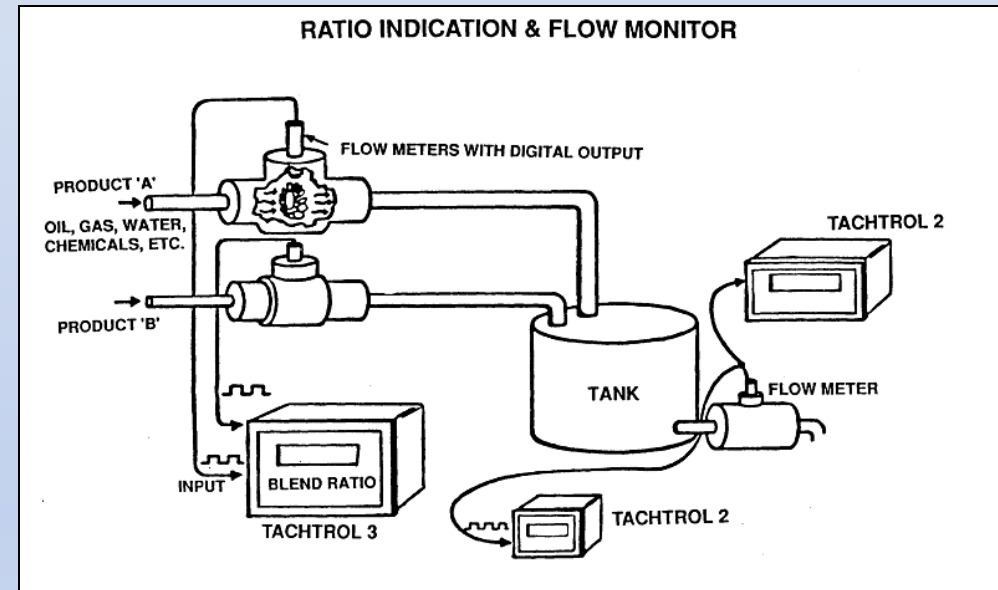 RATIO INDICATION & FLOW MONITOR
FLOW METERS WITH DIGITAL OUTPUT
PRODUCT 'A'
OIL, GAS, WATER,
CHEMICALS, ETC.
PRODUCT 'B'
TACHTROL 2
TANK
FLOW METER
INPUT
BLEND RATIO
TACHTROL 3
TACHTROL 2